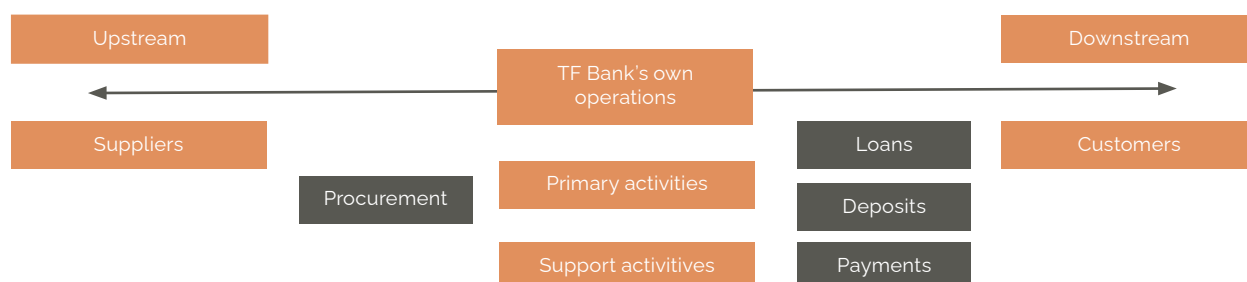 Upstream
Downstream
TF Bank's own
operations
Suppliers
Loans
Customers
Procurement
Primary activities
Deposits
Support activitives
Payments